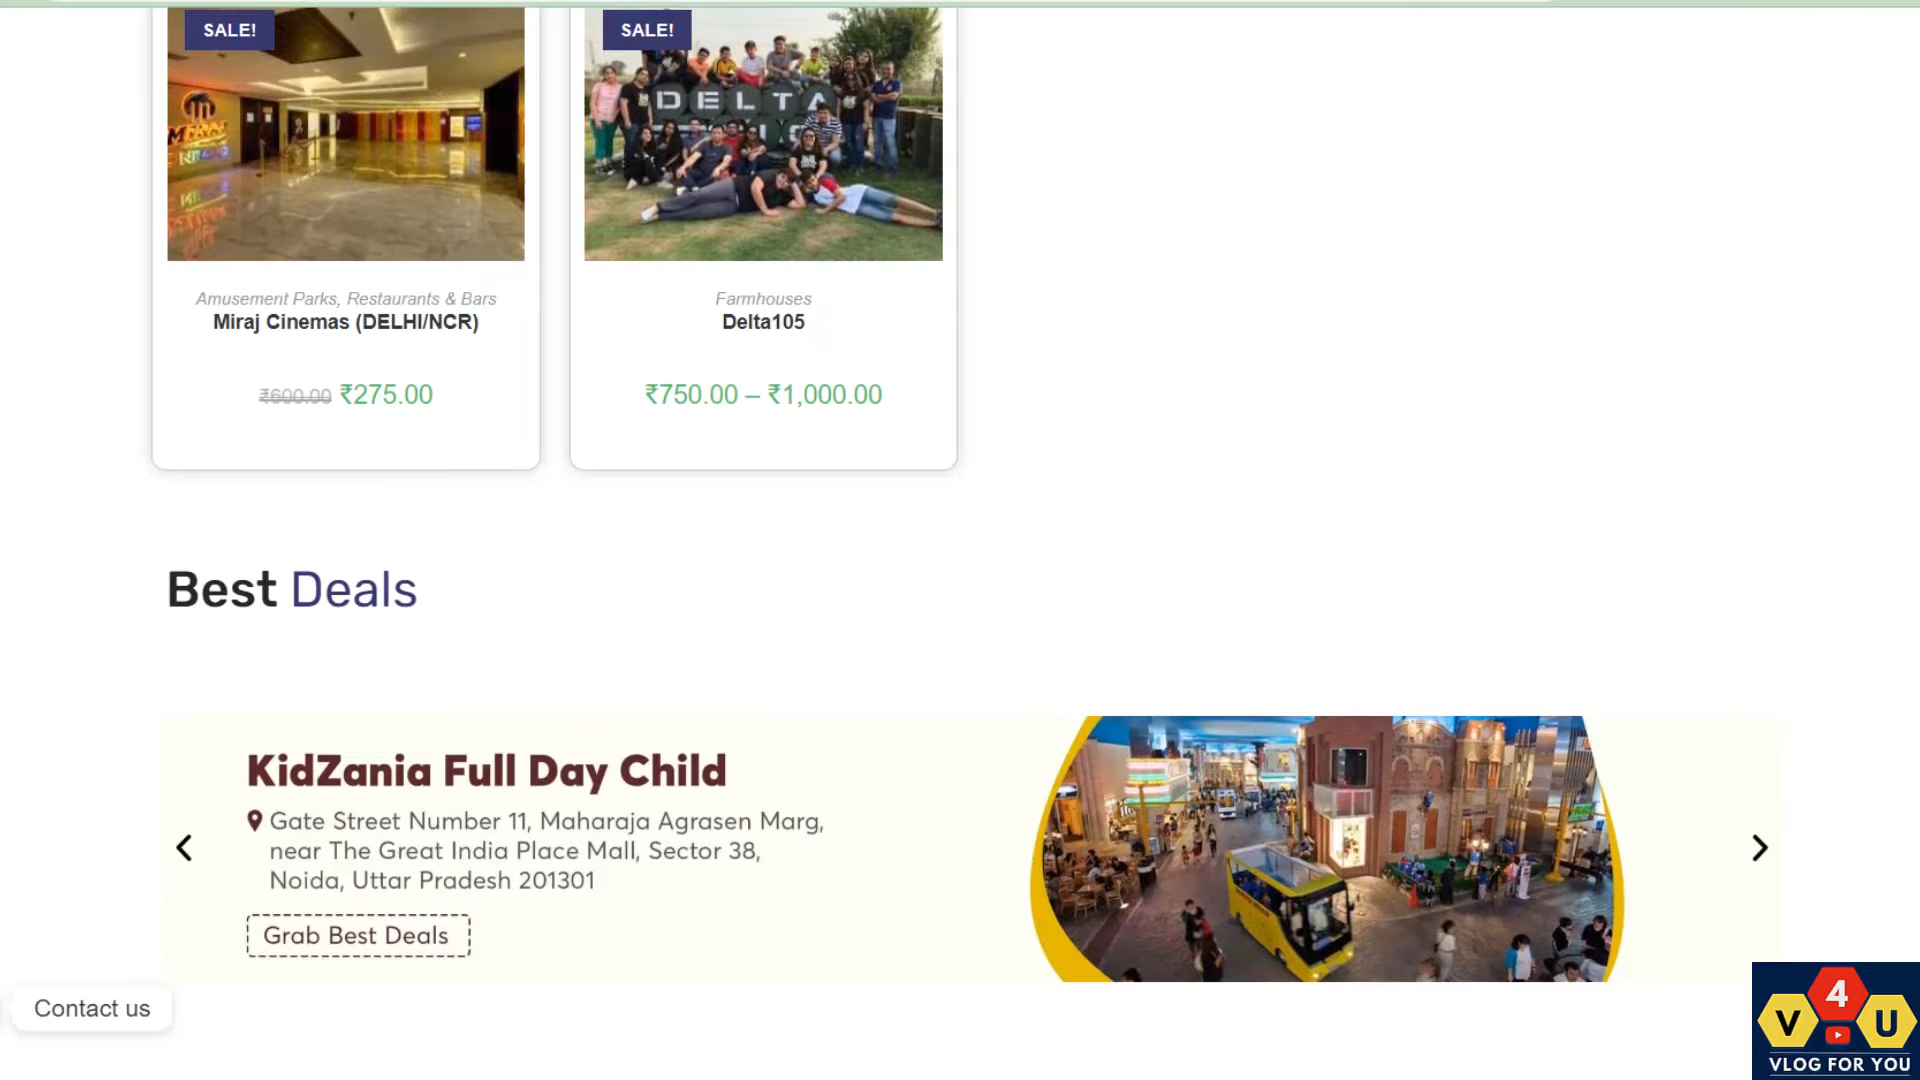 SALE!
SALE!
DELTA
Amusement Parks, Restaurants & Bars
Miraj Cinemas (DELHI/NCR)
₹600.00 ₹275.00
Farmhouses
Delta105
₹750.00 – ₹1,000.00
Best Deals
KidZania Full Day Child
Gate Street Number 11, Maharaja Agrasen Marg,
near The Great India Place Mall, Sector 38,
Noida, Uttar Pradesh 201301
Grab Best Deals
Contact us
V 4 U
VLOG FOR YOU